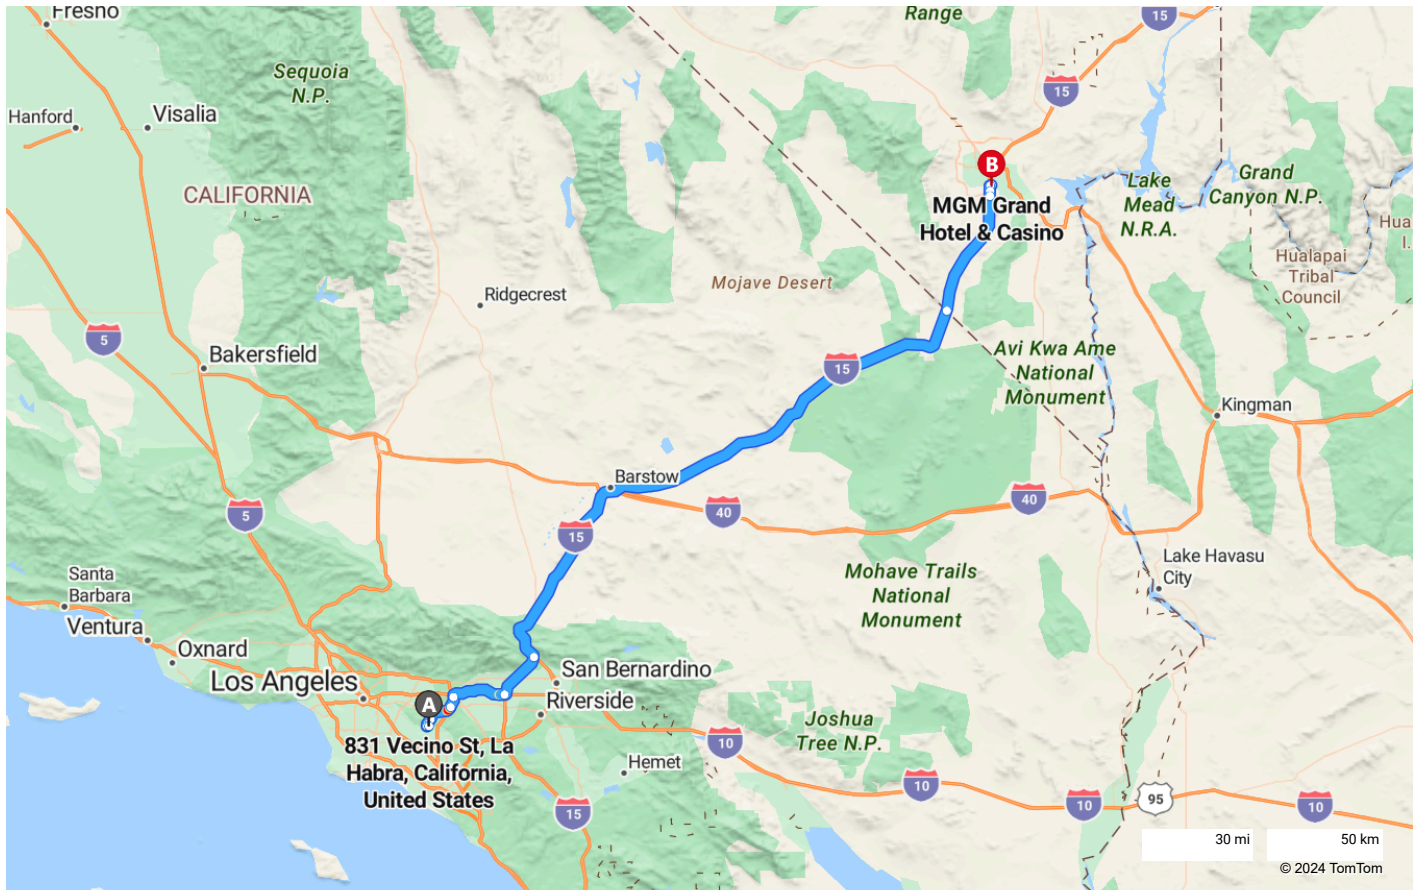 Fresno
Range
15
Sequoia
N.P.
15
Hanford
Visalia
CALIFORNIA
B
MGM Grand
Hotel & Casino
Lake
Mead
N.R.A.
Grand
Canyon N.P.
Hua
I.
Hualapai
Tribal
Council
Mojave Desert
Ridgecrest
5
Bakersfield
15
Avi Kwa Ame
National
Monument
Kingman
Barstow
5
40
40
15
Lake Havasu
City
Mohave Trails
National
Monument
Santa
Barbara
Ventura
Oxnard
Los Angeles
San Bernardino
Riverside
A
831 Vecino St, La
Habra, California,
United States
Joshua
Tree N.P.
10
Hemet
10
10
95
10
15
30 mi
50 km
© 2024 TomTom